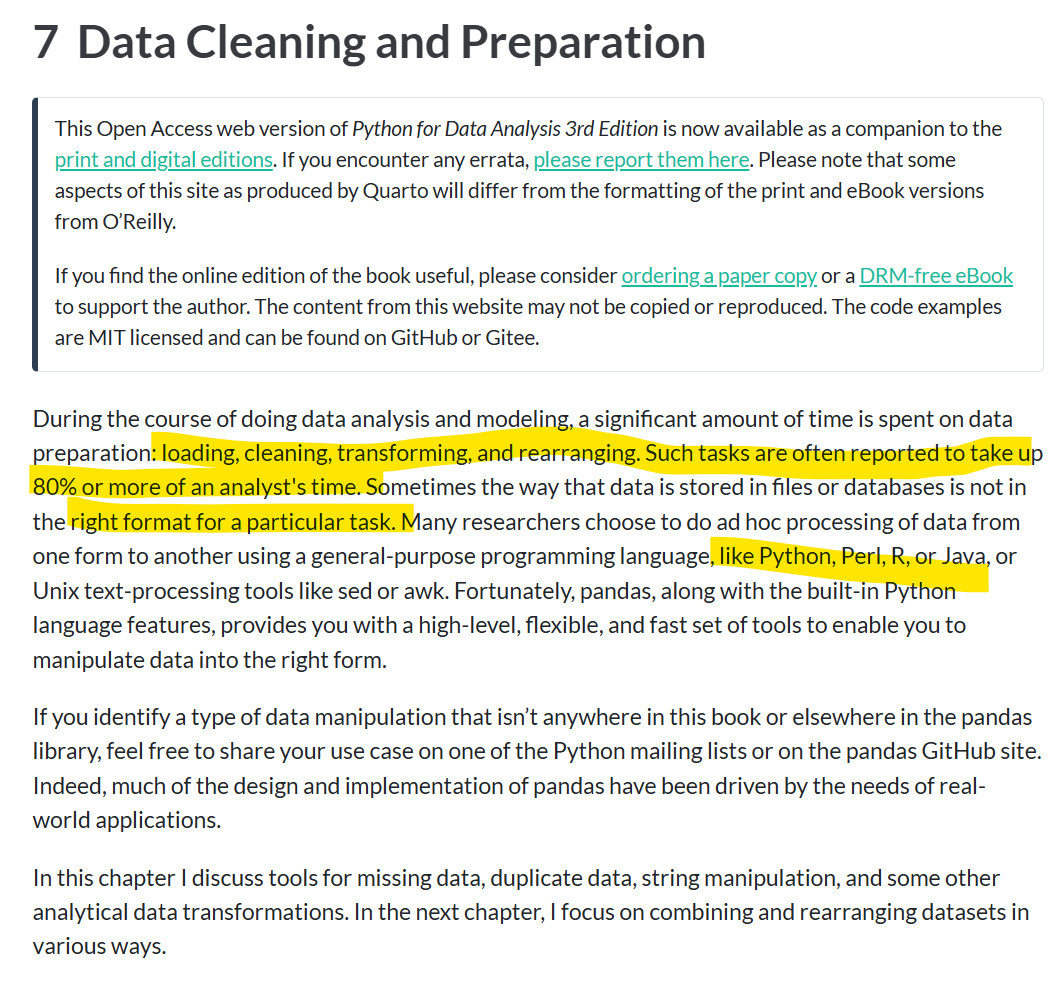 7 Data Cleaning and Preparation
This Open Access web version of Python for Data Analysis 3rd Edition is now available as a companion to the
print and digital editions. If you encounter any errata, please report them here. Please note that some
aspects of this site as produced by Quarto will differ from the formatting of the print and eBook versions
from O’Reilly.
If you find the online edition of the book useful, please consider ordering a paper copy or a DRM-free eBook
to support the author. The content from this website may not be copied or reproduced. The code examples
are MIT licensed and can be found on GitHub or Gitee.
During the course of doing data analysis and modeling, a significant amount of time is spent on data
preparation: loading, cleaning, transforming, and rearranging. Such tasks are often reported to take up
80% or more of an analyst's time. Sometimes the way that data is stored in files or databases is not in
the right format for a particular task. Many researchers choose to do ad hoc processing of data from
one form to another using a general-purpose programming language, like Python, Perl, R, or Java, or
Unix text-processing tools like sed or awk. Fortunately, pandas, along with the built-in Python
language features, provides you with a high-level, flexible, and fast set of tools to enable you to
manipulate data into the right form.
If you identify a type of data manipulation that isn’t anywhere in this book or elsewhere in the pandas
library, feel free to share your use case on one of the Python mailing lists or on the pandas GitHub site.
Indeed, much of the design and implementation of pandas have been driven by the needs of real-
world applications.
In this chapter I discuss tools for missing data, duplicate data, string manipulation, and some other
analytical data transformations. In the next chapter, I focus on combining and rearranging datasets in
various ways.